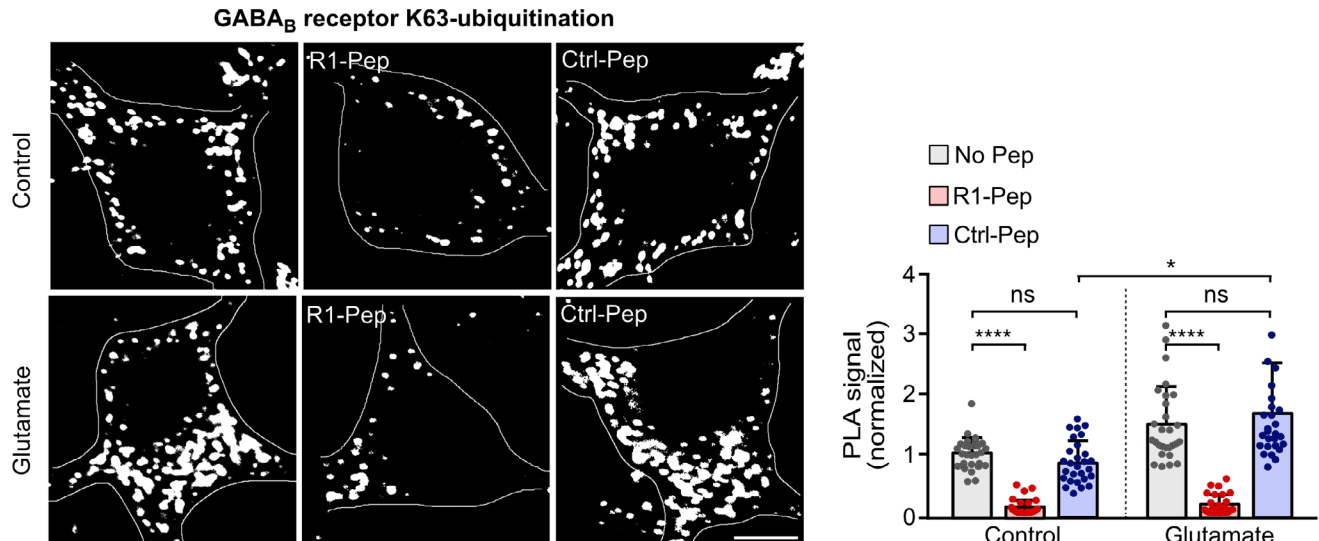 GABAB receptor K63-ubiquitination
R1-Pep
Ctrl-Pep
Control
R1-Pep
Ctrl-Pep
Glutamate
No Pep
R1-Pep
Ctrl-Pep
PLA signal
(normalized)
4
3
2
1
0
*
ns
ns
****
****
Control
Glutamate